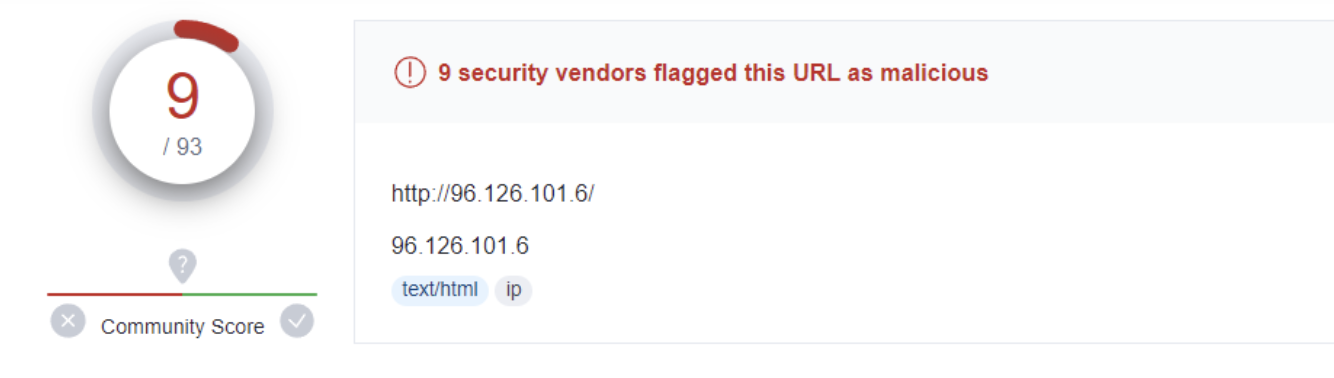 9
/ 93
?
Community Score
9 security vendors flagged this URL as malicious
http://96.126.101.6/
96.126.101.6
text/html ip